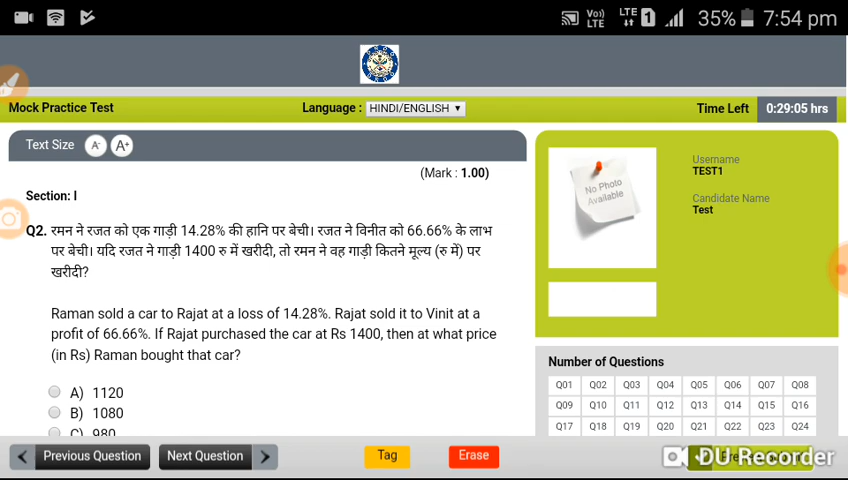 LTE 1 35% 7:54 pm
Mock Practice Test Language : HINDI/ENGLISH Time Left 0:29:05 hrs
Text Size A- A+
(Mark : 1.00)
Section: I
Q2. रमन ने रजत को एक गाड़ी 14.28% की हानि पर बेची। रजत ने विनीत को 66.66% के लाभ
पर बेची। यदि रजत ने गाड़ी 1400 रु में खरीदी, तो रमन ने वह गाड़ी कितने मूल्य (रु में) पर
खरीदी?
Raman sold a car to Rajat at a loss of 14.28%. Rajat sold it to Vinit at a
profit of 66.66%. If Rajat purchased the car at Rs 1400, then at what price
(in Rs) Raman bought that car?
A) 1120
B) 1080
C) 980
No Photo
Available
Username
TEST1
Candidate Name
Test
Number of Questions
Q01 Q02 Q03 Q04 Q05 Q06 Q07 Q08
Q09 Q10 Q11 Q12 Q13 Q14 Q15 Q16
Q17 Q18 Q19 Q20 Q21 Q22 Q23 Q24
Previous Question Next Question Tag Erase DU Recorder